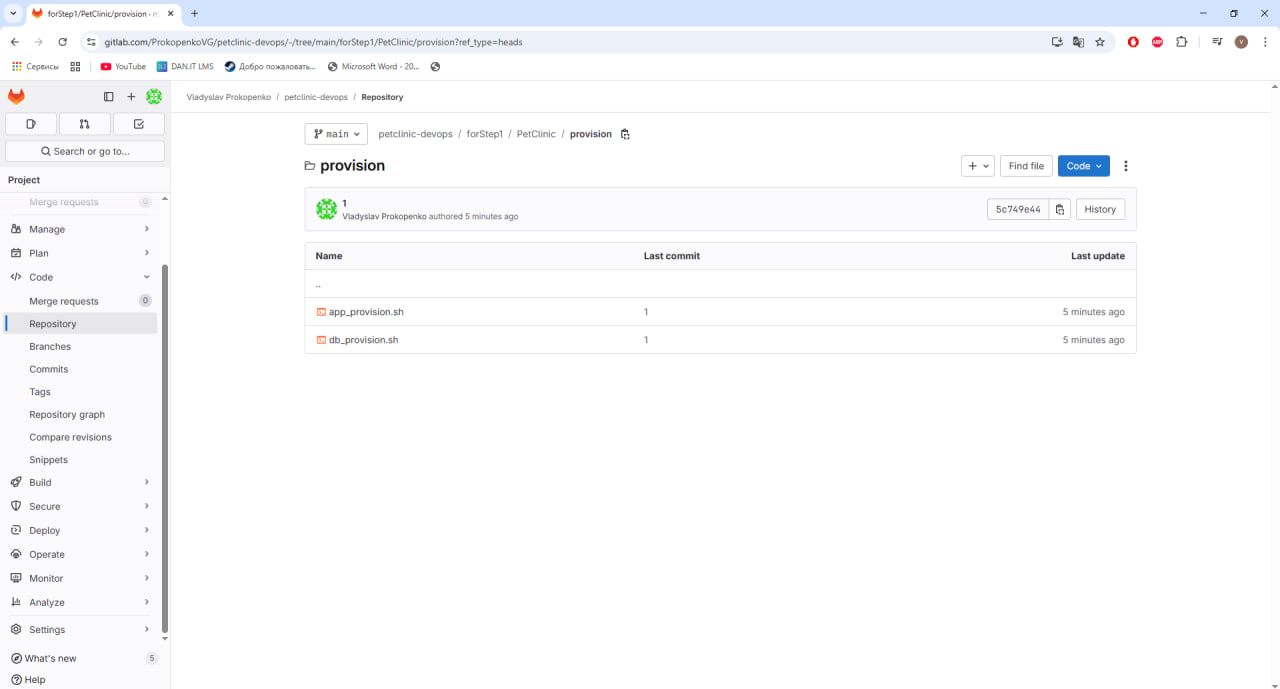 forStep1/PetClinic/provision · m
gitlab.com/ProkopenkoVG/petclinic-devops/-/tree/main/forStep1/PetClinic/provision?ref_type=heads
ABP
V
Сервисы
YouTube
DAN.IT LMS
Добро пожаловать...
Microsoft Word - 20...
Search or go to...
Project
Merge requests 0
Manage
Plan
Code
Merge requests 0
Repository
Branches
Commits
Tags
Repository graph
Compare revisions
Snippets
Build
Secure
Deploy
Operate
Monitor
Analyze
Settings
What's new 5
Help
Vladyslav Prokopenko / petclinic-devops / Repository
main petclinic-devops / forStep1 / PetClinic / provision
provision
Find file
Code
1
Vladyslav Prokopenko authored 5 minutes ago
5c749e44
History
Name Last commit Last update
..
app_provision.sh 1 5 minutes ago
db_provision.sh 1 5 minutes ago